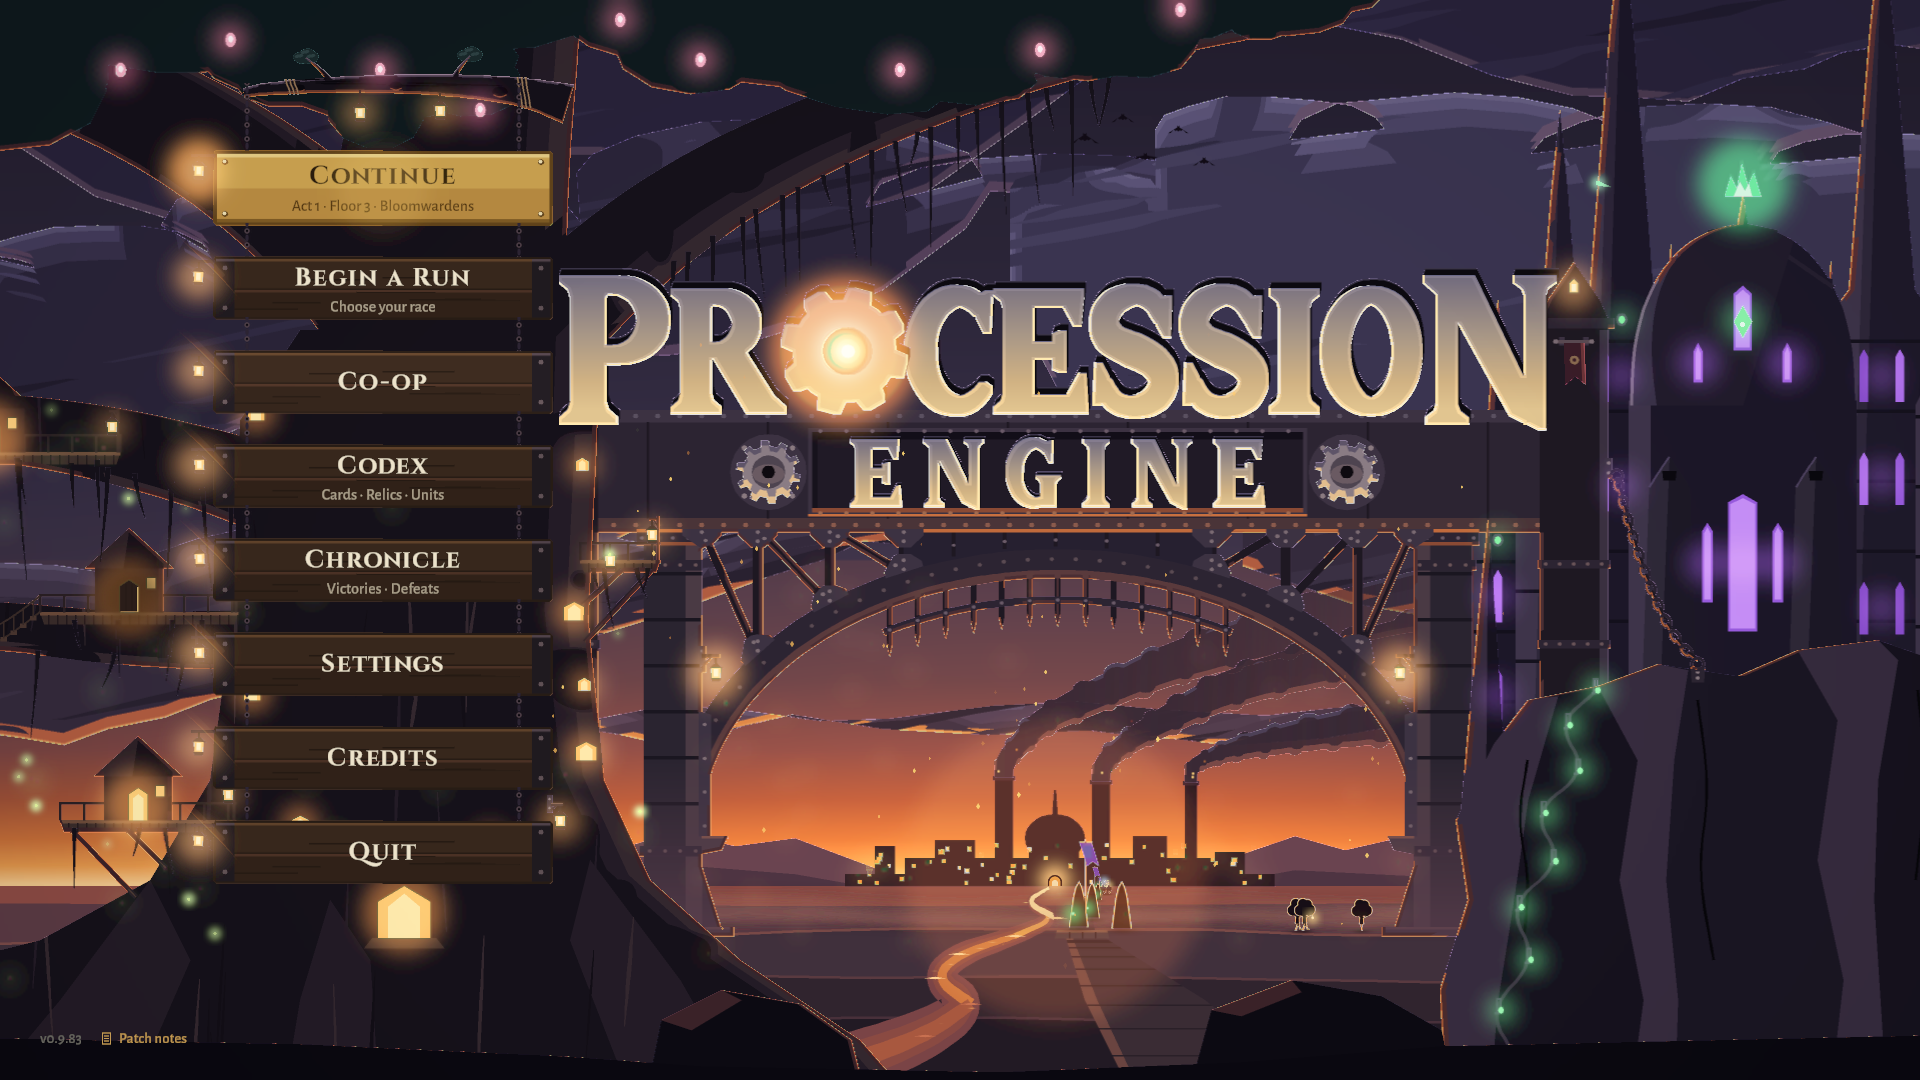 Continue
Act 1 · Floor 3 · Bloomwardens
Begin a Run
Choose your race
Co-op
Codex
Cards · Relics · Units
Chronicle
Victories · Defeats
Settings
Credits
Quit
PROCESSION
ENGINE
v0.9.83
Patch notes